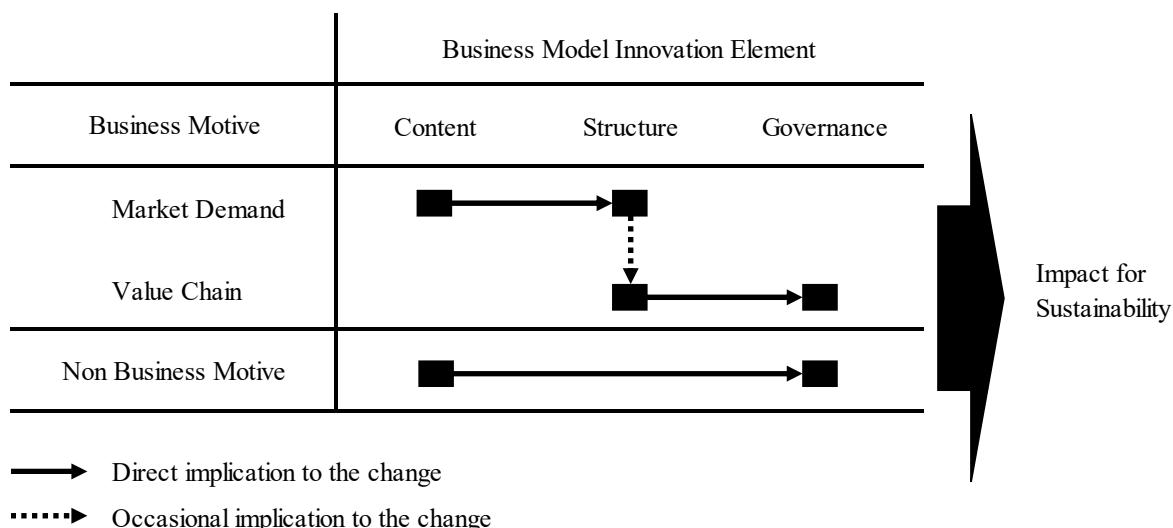 Business Model Innovation Element
Business Motive
Content
Structure
Governance
Market Demand
Value Chain
Non Business Motive
Impact for
Sustainability
Direct implication to the change
Occasional implication to the change